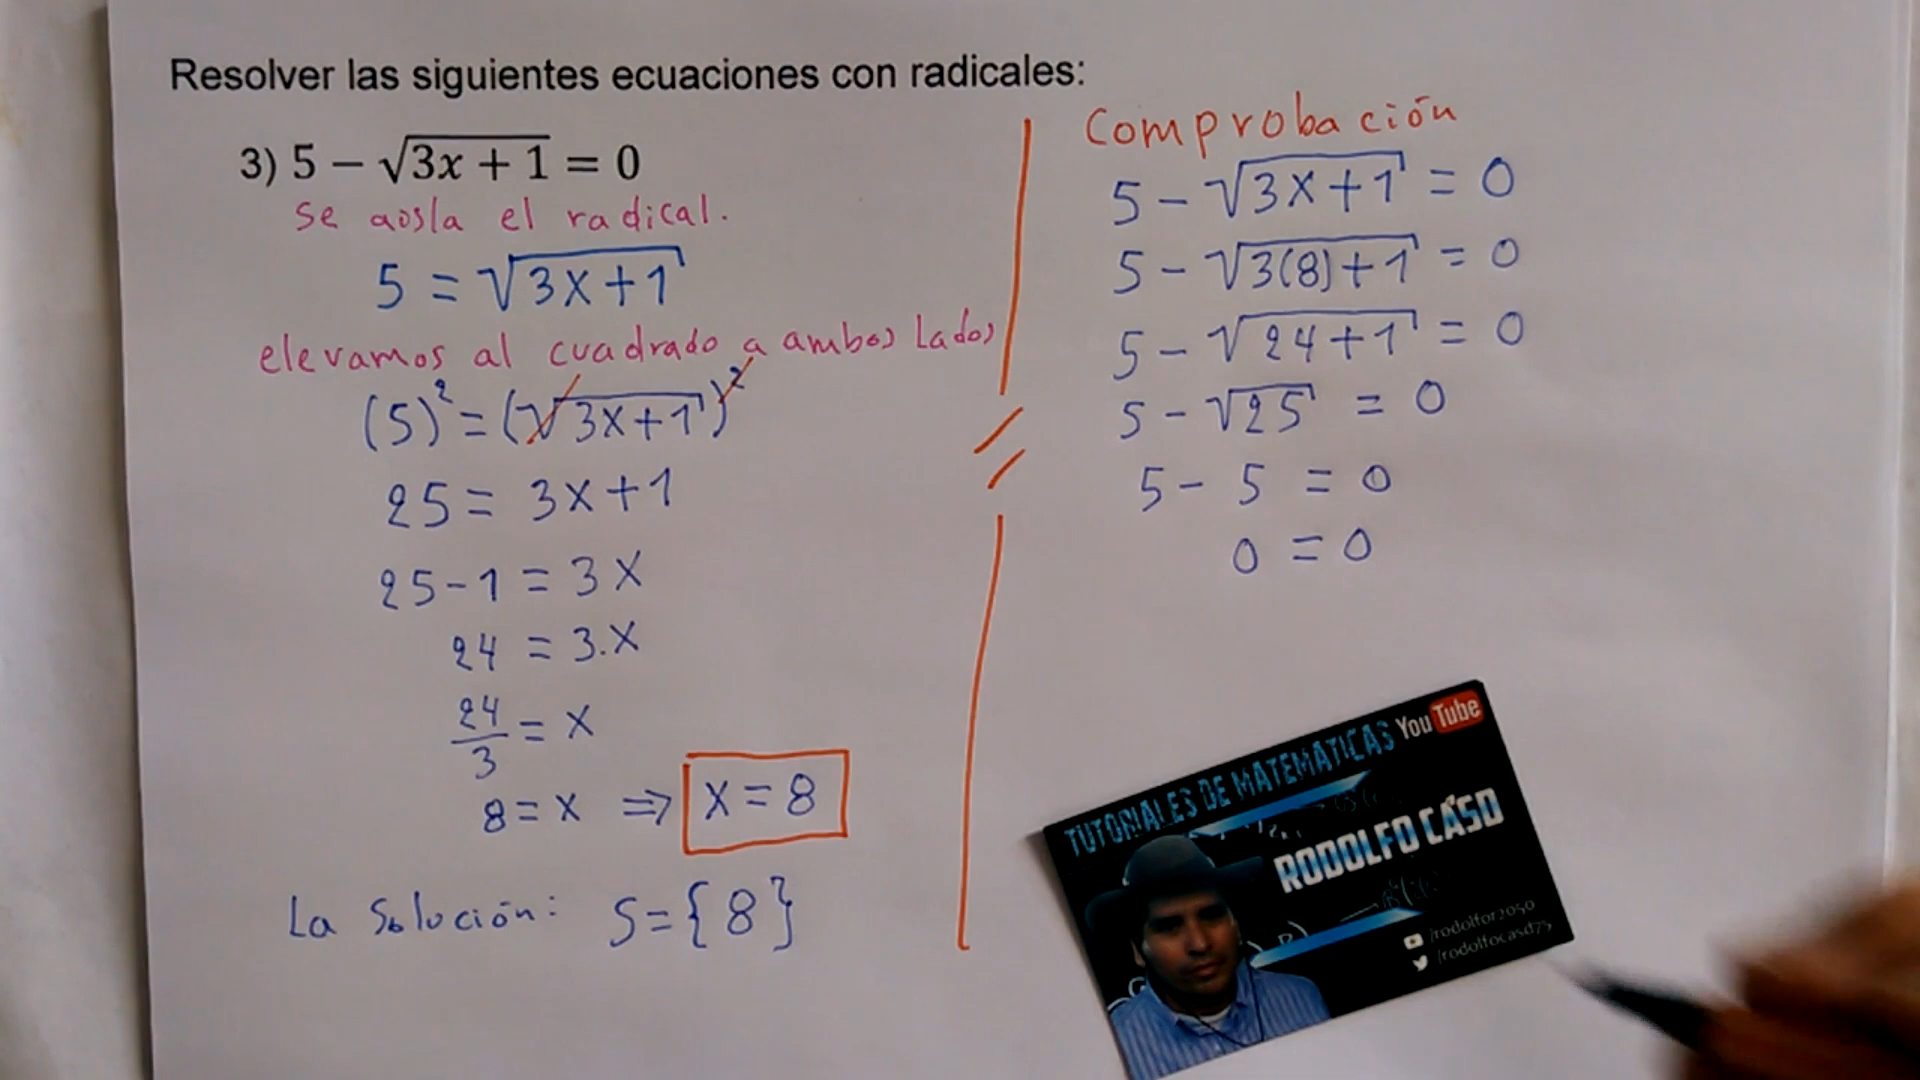 Resolver las siguientes ecuaciones con radicales:
3) 5 − √3x + 1 = 0
se aosla el radical.
5 = √3x+1
elevamos al cuadrado a ambos lados
(5)² = (√3x+1)²
25 = 3x+1
25-1 = 3x
24 = 3.x
24/3 = x
8 = x ⇒ x = 8
La Solución: S={8}
Comprobación
5 - √3x+1 = 0
5 - √3(8)+1 = 0
5 - √24+1 = 0
5 - √25 = 0
5 - 5 = 0
0 = 0
TUTORIALES DE MATEMATICAS YouTube
RODOLFO CASD
/rodolfor2050
/rodolfocasd75